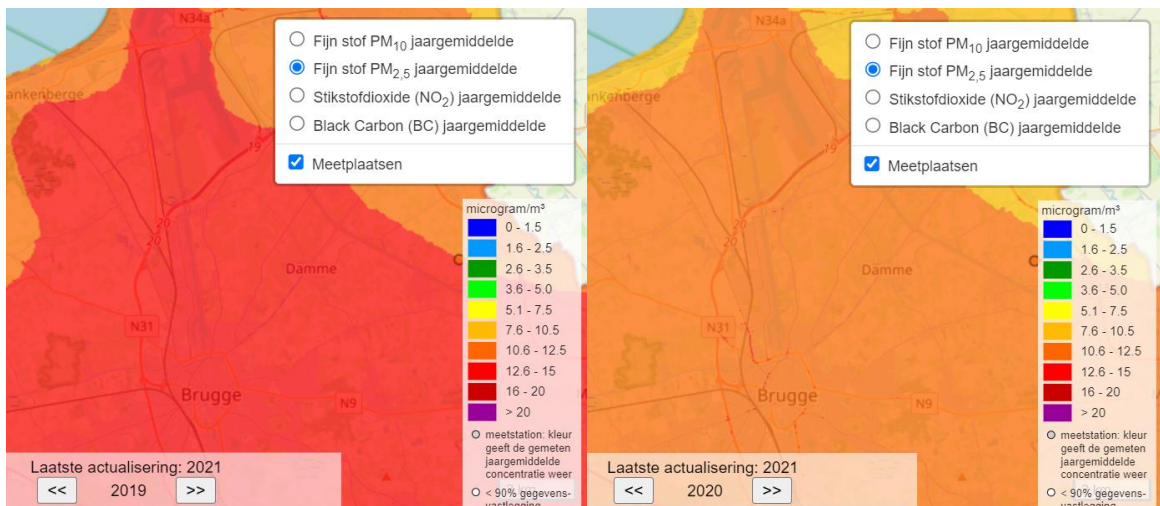 N34a
Fijn stof PM10 jaargemiddelde
Fijn stof PM2,5 jaargemiddelde
Stikstofdioxide (NO2) jaargemiddelde
Black Carbon (BC) jaargemiddelde
Meetplaatsen
ankenberge
19
20
20
Damme
N31
Brugge
N9
microgram/m³
0 - 1.5
1.6 - 2.5
2.6 - 3.5
3.6 - 5.0
5.1 - 7.5
7.6 - 10.5
10.6 - 12.5
12.6 - 15
16 - 20
> 20
meetstation: kleur
geeft de gemeten
jaargemiddelde
concentratie weer
< 90% gegevens-
vastlegging
Laatste actualisering: 2021
<< 2019 >>
N34a
Fijn stof PM10 jaargemiddelde
Fijn stof PM2,5 jaargemiddelde
Stikstofdioxide (NO2) jaargemiddelde
Black Carbon (BC) jaargemiddelde
Meetplaatsen
ankenberge
19
20
20
Damme
N31
Brugge
N9
microgram/m³
0 - 1.5
1.6 - 2.5
2.6 - 3.5
3.6 - 5.0
5.1 - 7.5
7.6 - 10.5
10.6 - 12.5
12.6 - 15
16 - 20
> 20
meetstation: kleur
geeft de gemeten
jaargemiddelde
concentratie weer
< 90% gegevens-
vastlegging
Laatste actualisering: 2021
<< 2020 >>